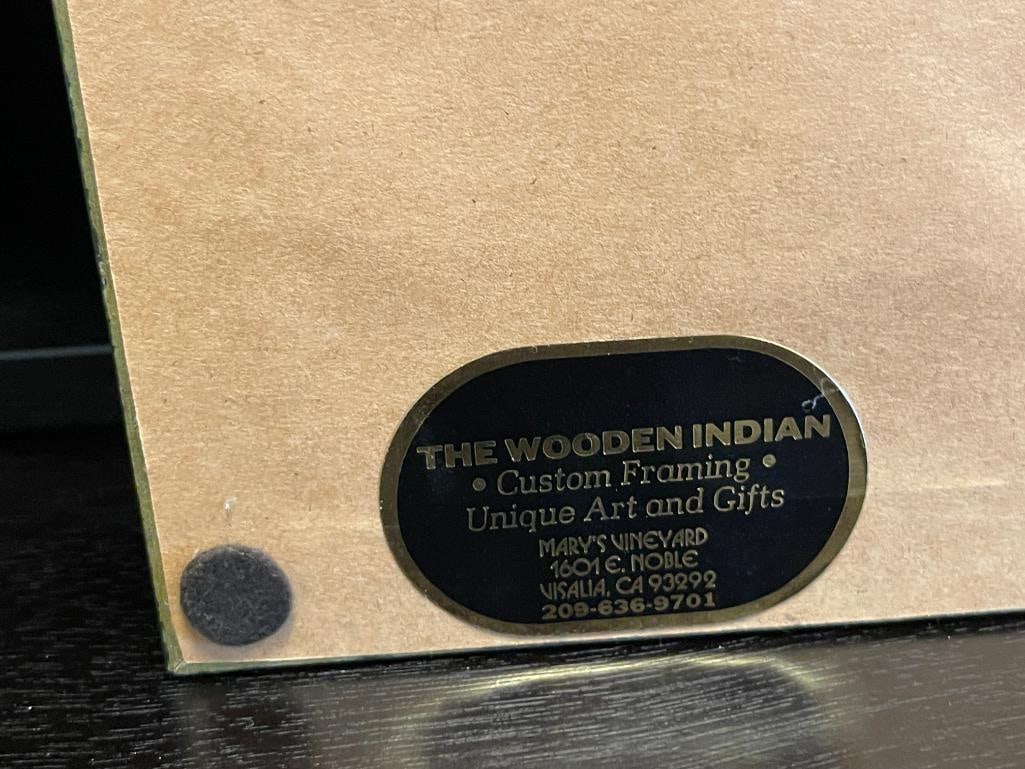 THE WOODEN INDIAN
• Custom Framing •
Unique Art and Gifts
MARY'S VINEYARD
1601 E. NOBLE
VISALIA, CA 93292
209-636-9701